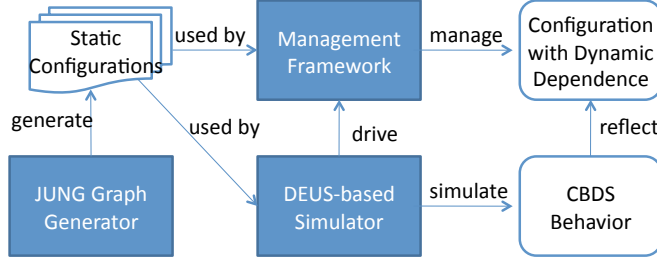 Static
Configurations
used by
Management
Framework
manage
Configuration
with Dynamic
Dependence
generate
used by
drive
reflect
JUNG Graph
Generator
DEUS-based
Simulator
simulate
CBDS
Behavior